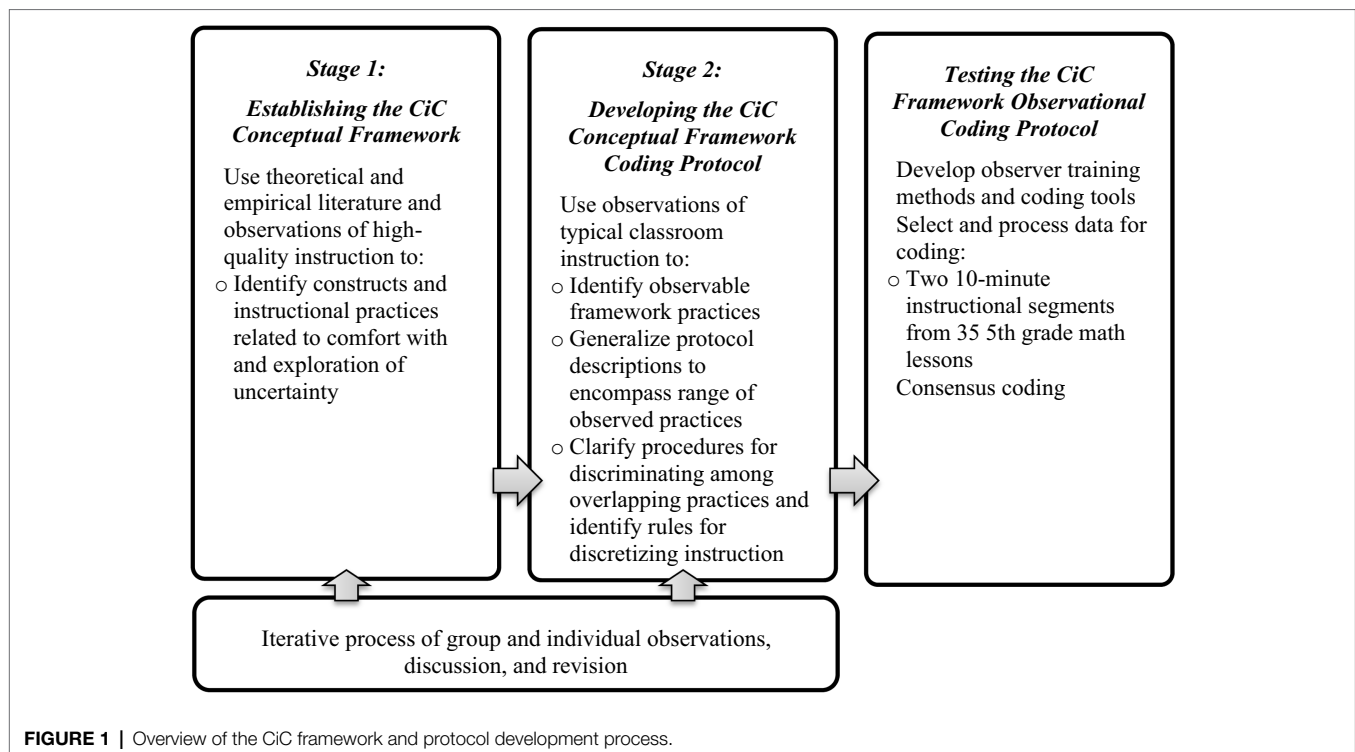 Stage 1:
Establishing the CiC
Conceptual Framework
Use theoretical and
empirical literature and
observations of high-
quality instruction to:
○ Identify constructs and
instructional practices
related to comfort with
and exploration of
uncertainty
Stage 2:
Developing the CiC
Conceptual Framework
Coding Protocol
Use observations of
typical classroom
instruction to:
○ Identify observable
framework practices
○ Generalize protocol
descriptions to
encompass range of
observed practices
○ Clarify procedures for
discriminating among
overlapping practices and
identify rules for
discretizing instruction
Testing the CiC
Framework Observational
Coding Protocol
Develop observer training
methods and coding tools
Select and process data for
coding:
○ Two 10-minute
instructional segments
from 35 5th grade math
lessons
Consensus coding
Iterative process of group and individual observations,
discussion, and revision
FIGURE 1 | Overview of the CiC framework and protocol development process.